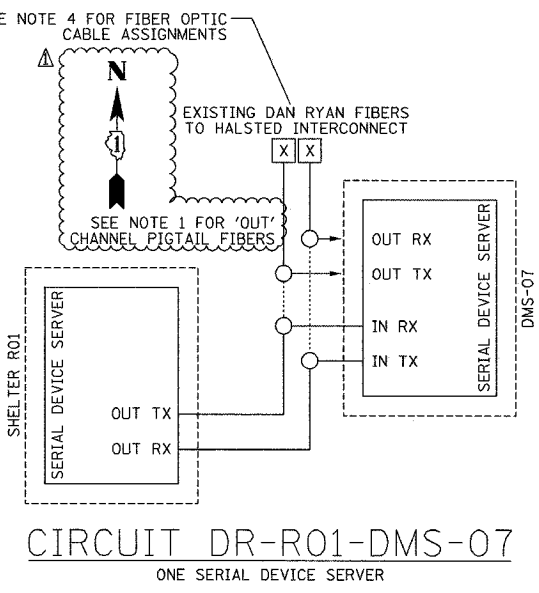 E NOTE 4 FOR FIBER OPTIC
CABLE ASSIGNMENTS
1
N
1
EXISTING DAN RYAN FIBERS
TO HALSTED INTERCONNECT
X X
SEE NOTE 1 FOR 'OUT'
CHANNEL PIGTAIL FIBERS
OUT RX
OUT TX
IN RX
IN TX
SERIAL DEVICE SERVER
DMS-07
SHELTER R01
SERIAL DEVICE SERVER
OUT TX
OUT RX
CIRCUIT DR-R01-DMS-07
ONE SERIAL DEVICE SERVER